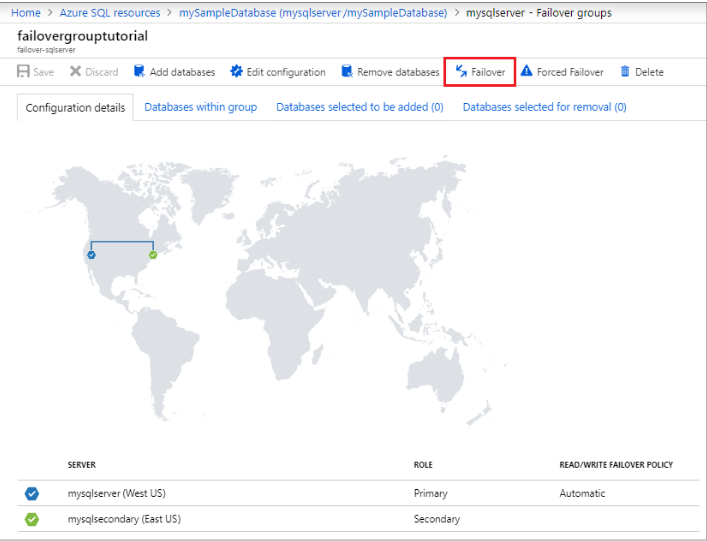 Home > Azure SQL resources > mySampleDatabase (mysqlserver/mySampleDatabase) > mysqlserver - Failover groups
failovergrouptutorial
failover-sqlserver
Save Discard Add databases Edit configuration Remove databases Failover Forced Failover Delete
Configuration details Databases within group Databases selected to be added (0) Databases selected for removal (0)
SERVER ROLE READ/WRITE FAILOVER POLICY
mysqlserver (West US) Primary Automatic
mysqlsecondary (East US) Secondary